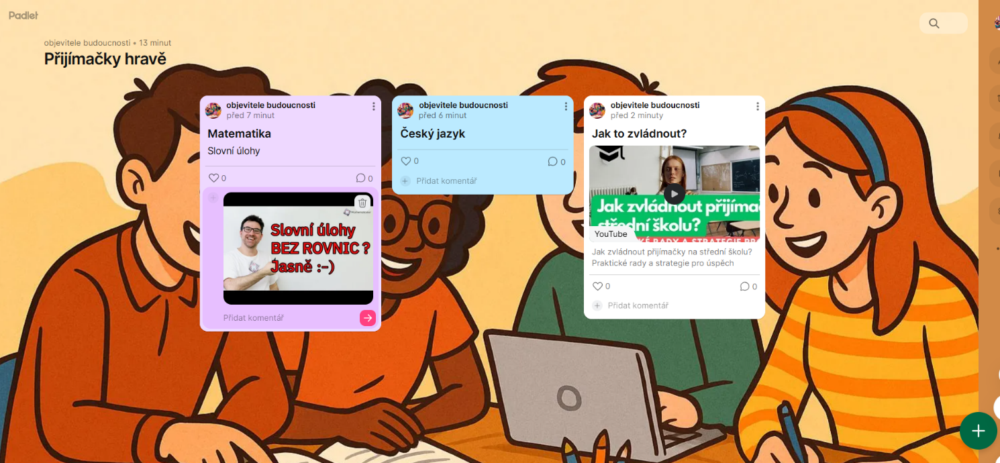 Padlet
objevitele budoucnosti • 13 minut
Přijímačky hravě
objevitele budoucnosti
před 7 minut
Matematika
Slovní úlohy
0
0
Slovní úlohy
BEZ ROVNIC ?
Jasně :-)
Přidat komentář
objevitele budoucnosti
před 6 minut
Český jazyk
0
0
Přidat komentář
objevitele budoucnosti
před 2 minuty
Jak to zvládnout?
Jak zvládnout přijíma
střední školu?
KÉ RADY A STRATEGIE PR
YouTube
Jak zvládnout přijímačky na střední školu?
Praktické rady a strategie pro úspěch
0
0
Přidat komentář